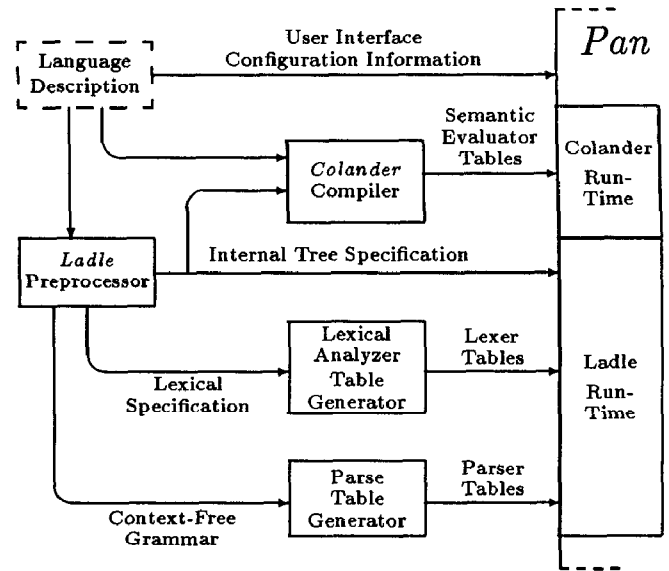 User Interface
Configuration Information
Pan
Language
Description
Semantic
Evaluator
Tables
Colander
Compiler
Colander
Run-
Time
Ladle
Preprocessor
Internal Tree Specification
Lexical
Analyzer
Table
Generator
Lexer
Tables
Ladle
Run-
Time
Lexical
Specification
Parse
Table
Generator
Parser
Tables
Context-Free
Grammar